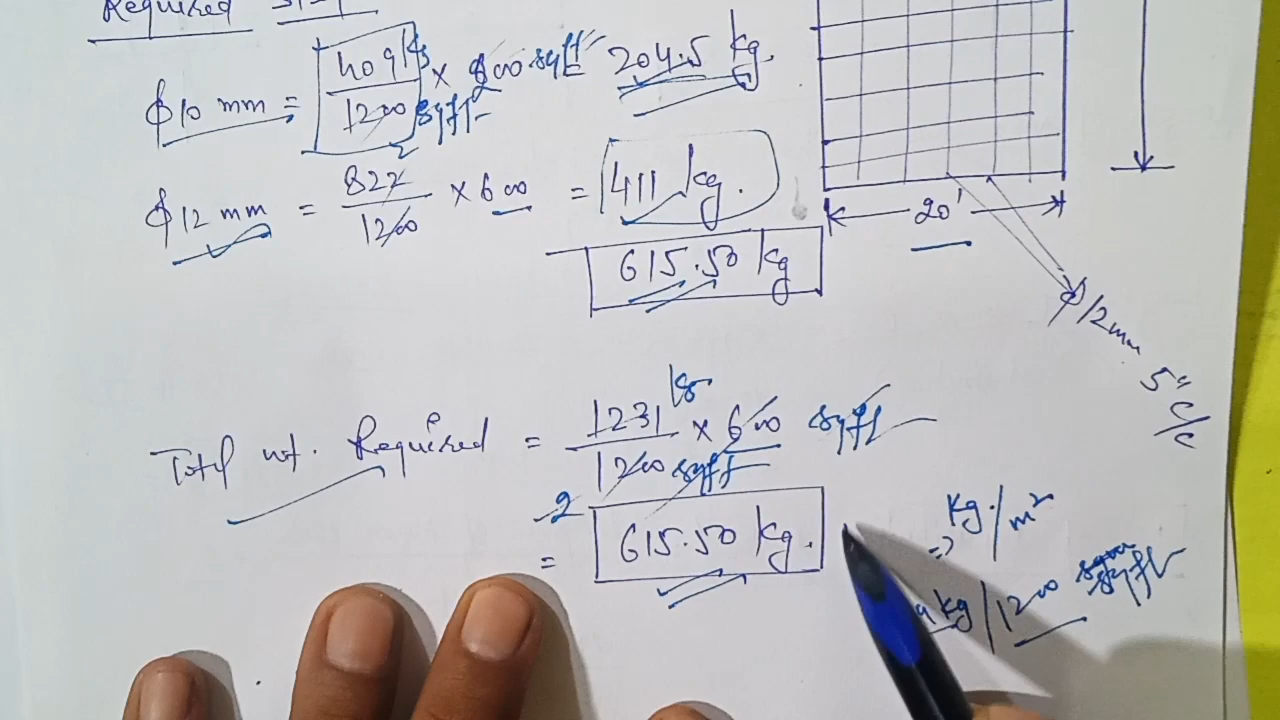 Required
ϕ10 mm = 409 kg / 1200 sqft × 600 sqft 204.5 kg.
ϕ12 mm = 822 / 1200 × 600 = 411 kg.
615.50 kg
20'
ϕ12mm
5" c/c
Total wt. Required = 1231 kg / 1200 sqft × 600 sqft
2
= 615.50 kg.
=> kg/m²
kg/1200 sqft